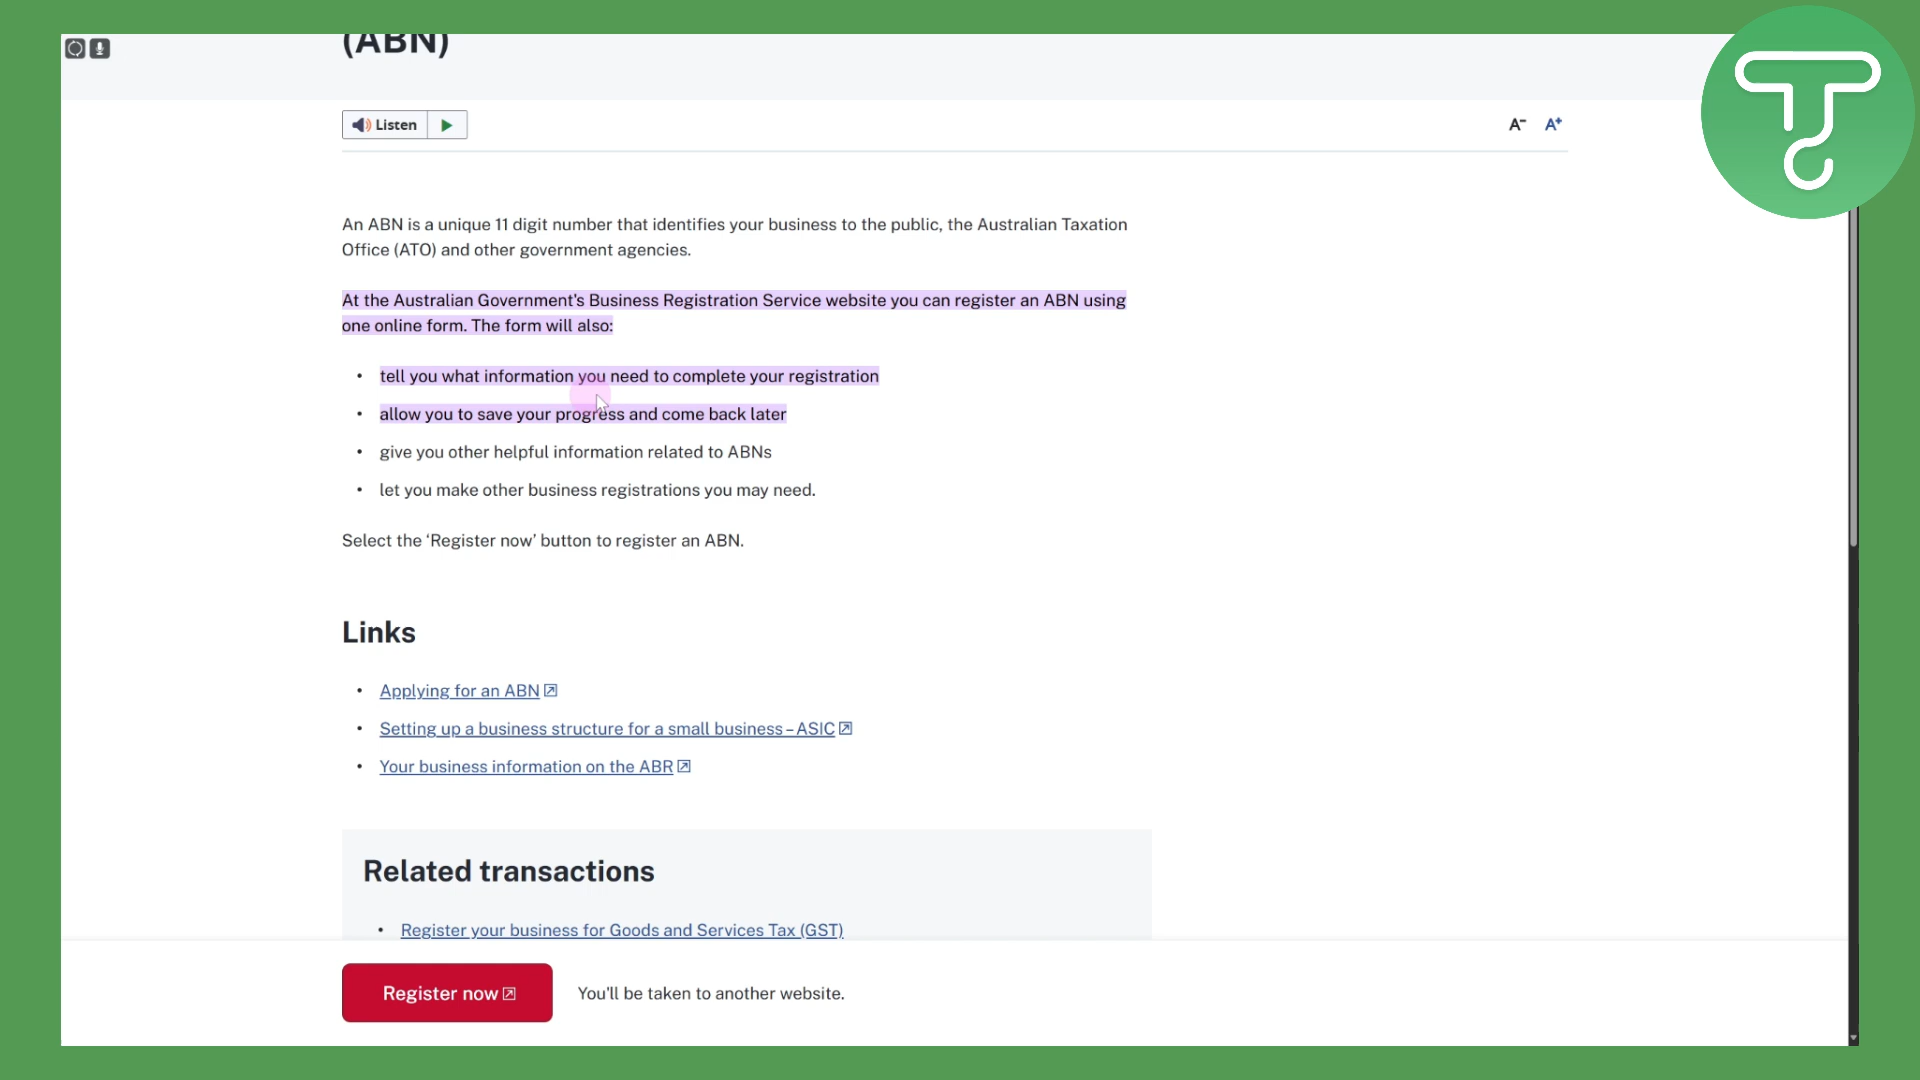 (ABN)
Listen
A- A+
An ABN is a unique 11 digit number that identifies your business to the public, the Australian Taxation
Office (ATO) and other government agencies.
At the Australian Government's Business Registration Service website you can register an ABN using
one online form. The form will also:
• tell you what information you need to complete your registration
• allow you to save your progress and come back later
• give you other helpful information related to ABNs
• let you make other business registrations you may need.
Select the ‘Register now’ button to register an ABN.
Links
• Applying for an ABN
• Setting up a business structure for a small business – ASIC
• Your business information on the ABR
Related transactions
• Register your business for Goods and Services Tax (GST)
Register now You'll be taken to another website.